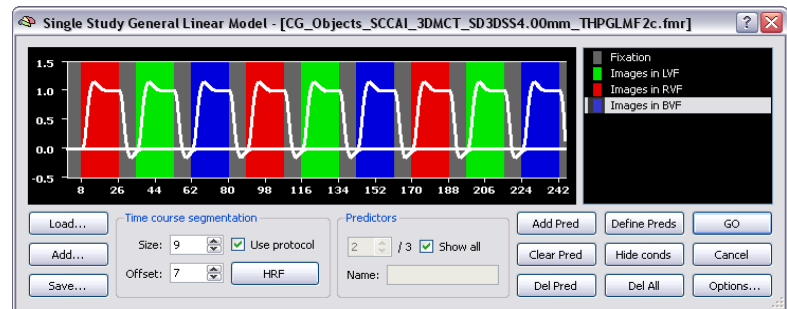 Single Study General Linear Model - [CG_Objects_SCCAI_3DMCT_SD3DSS4.00mm_THPGLMF2c.fmr]
1.5
1.0
0.5
0.0
-0.5
8 26 44 62 80 98 116 134 152 170 188 206 224 242
Fixation
Images in LVF
Images in RVF
Images in BVF
Load...
Add...
Save...
Time course segmentation
Size: 9 Use protocol
Offset: 7 HRF
Predictors
2 / 3 Show all
Name:
Add Pred Define Preds GO
Clear Pred Hide conds Cancel
Del Pred Del All Options...